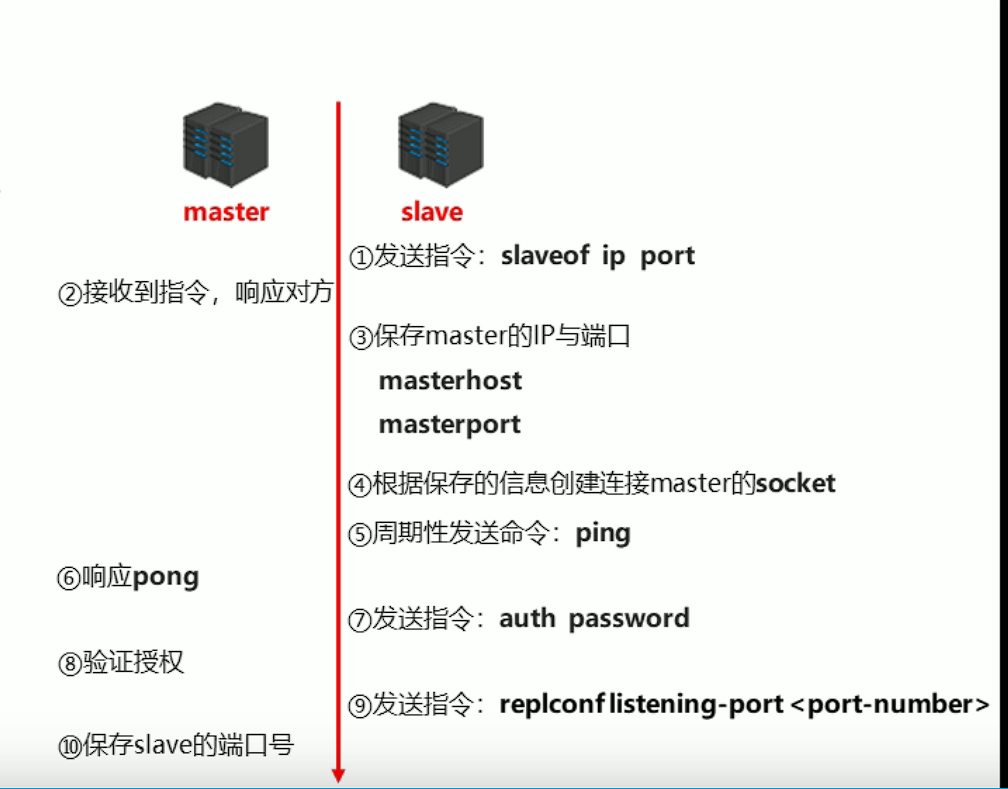 master
slave
①发送指令：slaveof ip port
②接收到指令，响应对方
③保存master的IP与端口
masterhost
masterport
④根据保存的信息创建连接master的socket
⑤周期性发送命令：ping
⑥响应pong
⑦发送指令：auth password
⑧验证授权
⑨发送指令：replconf listening-port <port-number>
⑩保存slave的端口号